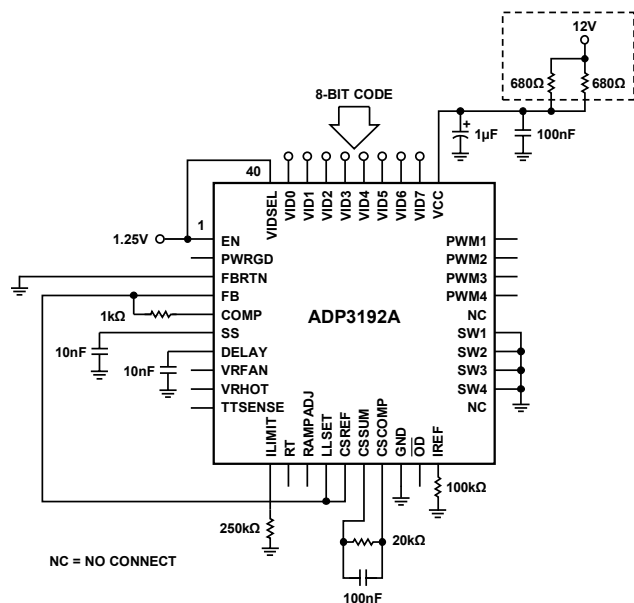 12V
680Ω 680Ω
8-BIT CODE
+
1µF
100nF
40
VIDSEL
VID0
VID1
VID2
VID3
VID4
VID5
VID6
VID7
VCC
1
1.25V
EN
PWRGD
FBRTN
FB
COMP
SS
DELAY
VRFAN
VRHOT
TTSENSE
1kΩ
10nF
10nF
ADP3192A
PWM1
PWM2
PWM3
PWM4
NC
SW1
SW2
SW3
SW4
NC
ILIMIT
RT
RAMPADJ
LLSET
CSREF
CSSUM
CSCOMP
GND
OD
IREF
100kΩ
250kΩ
20kΩ
100nF
NC = NO CONNECT